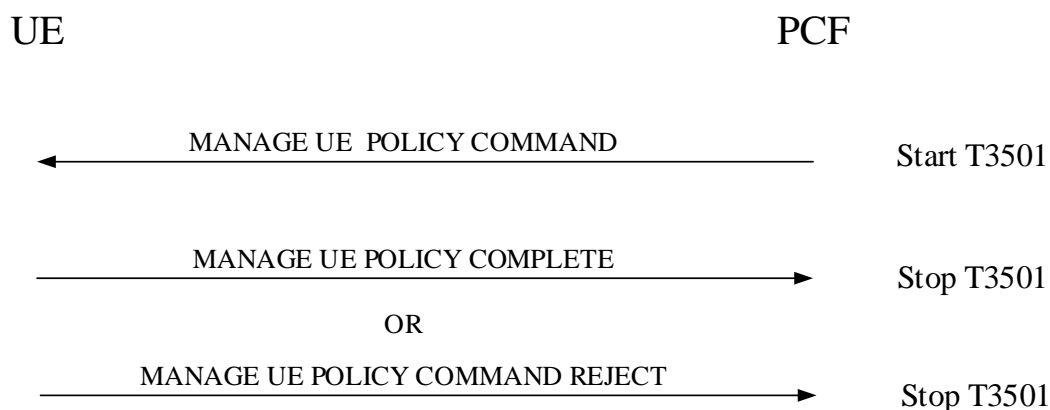 UE PCF
MANAGE UE POLICY COMMAND Start T3501
MANAGE UE POLICY COMPLETE Stop T3501
OR
MANAGE UE POLICY COMMAND REJECT Stop T3501